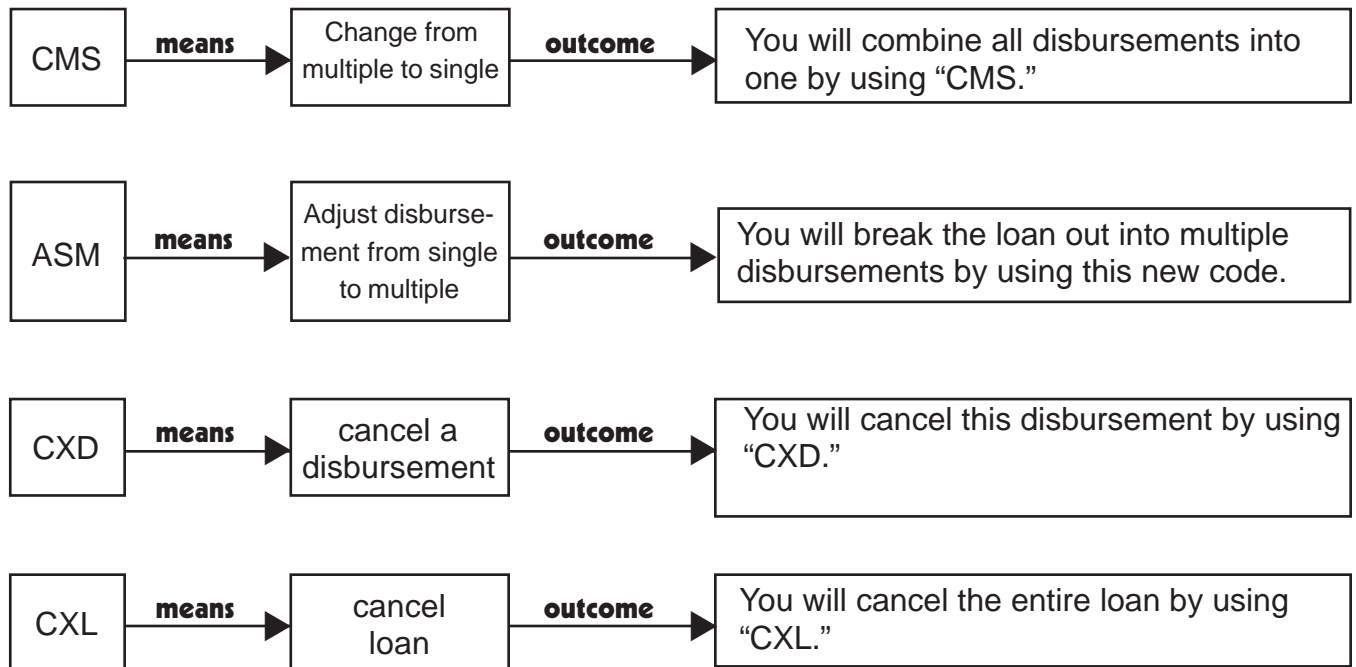 CMS
means
Change from
multiple to single
outcome
You will combine all disbursements into
one by using “CMS.”
ASM
means
Adjust disburse-
ment from single
to multiple
outcome
You will break the loan out into multiple
disbursements by using this new code.
CXD
means
cancel a
disbursement
outcome
You will cancel this disbursement by using
“CXD.”
CXL
means
cancel
loan
outcome
You will cancel the entire loan by using
“CXL.”